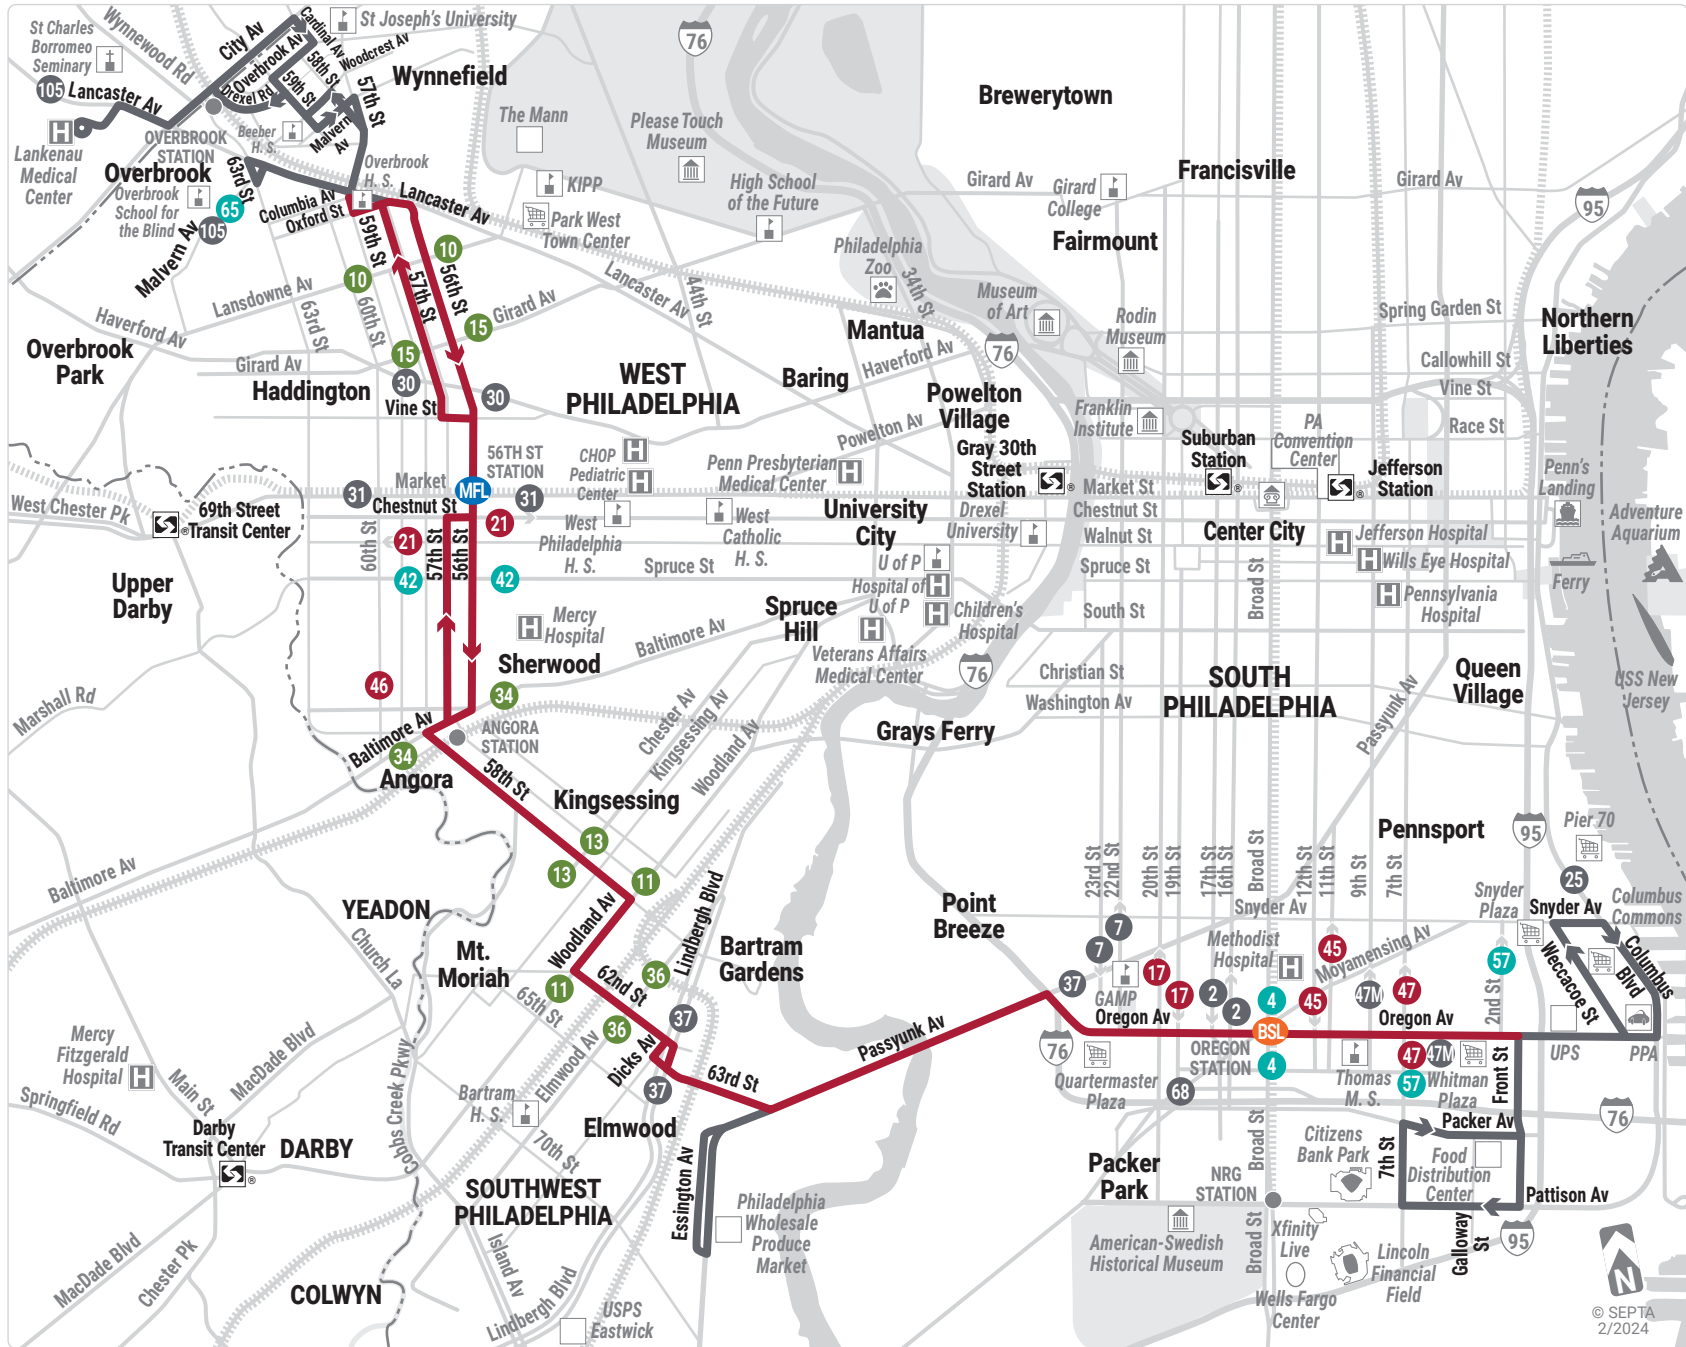 St Charles
Borromeo
Seminary
Wynnewood Rd
City Av
Cardinal Av
St Joseph's University
Overbrook Av
58th St
Woodcrest Av
Drexel Rd
59th St
57th St
Wynnefield
105
Lancaster Av
OVERBROOK
STATION
Beeber
H. S.
Malvern
Av
Lankenau
Medical
Center
Overbrook
63rd St
Overbrook
H. S.
Overbrook
School for
the Blind
65
105
Malvern Av
Columbia Av
Oxford St
Lancaster Av
59th St
57th St
56th St
10
10
Lansdowne Av
63rd St
60th St
15
15
Girard Av
Haverford Av
Overbrook
Park
Girard Av
30
30
Haddington
Vine St
The Mann
Please Touch
Museum
KIPP
High School
of the Future
Park West
Town Center
Lancaster Av
44th St
Philadelphia
Zoo
34th St
Museum
of Art
76
76
Brewerytown
Francisville
Girard Av
Girard
College
Girard Av
95
Fairmount
Rodin
Museum
Spring Garden St
Callowhill St
Vine St
Race St
Northern
Liberties
Mantua
Haverford Av
Baring
WEST
PHILADELPHIA
Powelton
Village
Powelton Av
Franklin
Institute
Suburban
Station
PA
Convention
Center
Jefferson
Station
Gray 30th
Street
Station
®
®
®
Market St
Chestnut St
Walnut St
Spruce St
South St
Center City
Jefferson Hospital
Wills Eye Hospital
Pennsylvania
Hospital
Penn's
Landing
Adventure
Aquarium
Ferry
USS New
Jersey
56TH ST
STATION
CHOP
Pediatric
Center
Penn Presbyterian
Medical Center
Market
Chestnut St
31
MFL
31
West Chester Pk
69th Street
®Transit Center
Upper
Darby
60th St
21
21
57th St
56th St
42
42
West
Philadelphia
H. S.
West
Catholic
H. S.
University
City
Drexel
University
U of P
Hospital of
U of P
Children's
Hospital
Veterans Affairs
Medical Center
Spruce St
Spruce
Hill
Mercy
Hospital
Sherwood
Baltimore Av
46
34
34
Baltimore Av
ANGORA
STATION
Angora
Marshall Rd
58th St
Kingsessing
Chester Av
Kingsessing Av
Woodland Av
76
Christian St
Washington Av
Grays Ferry
SOUTH
PHILADELPHIA
Queen
Village
Passyunk Av
Broad St
Pennsport
95
Pier 70
25
13
13
11
11
Woodland Av
Lindbergh Blvd
62nd St
36
36
37
37
Bartram
Gardens
Mt.
Moriah
65th St
Elmwood Av
Dicks Av
63rd St
Elmwood
Bartram
H. S.
70th St
Baltimore Av
YEADON
Church La
Mercy
Fitzgerald
Hospital
MacDade Blvd
Main St
Cobbs Creek Pkwy
Springfield Rd
Darby
Transit Center
®
DARBY
SOUTHWEST
PHILADELPHIA
Essington Av
Philadelphia
Wholesale
Produce
Market
Island Av
Lindbergh Blvd
USPS
Eastwick
MacDade Blvd
Chester Pk
COLWYN
Passyunk Av
Point
Breeze
37
23rd St
22nd St
20th St
19th St
17th St
16th St
Broad St
12th St
11th St
9th St
7th St
Snyder Av
7
7
GAMP
Oregon Av
17
17
2
2
Methodist
Hospital
4
45
45
Moyamensing Av
47M
47
Oregon Av
BSL
OREGON
STATION
4
76
Quartermaster
Plaza
68
Thomas
M. S.
47
47M
57
Whitman
Plaza
57
2nd St
Snyder
Plaza
Snyder Av
Columbus
Commons
Columbus
Blvd
Weccacoe St
UPS
PPA
Front St
76
Packer Av
7th St
Food
Distribution
Center
Pattison Av
Galloway
St
95
Citizens
Bank Park
Broad St
NRG
STATION
Packer
Park
American-Swedish
Historical Museum
Broad St
Xfinity
Live
Wells Fargo
Center
Lincoln
Financial
Field
N
© SEPTA
2/2024